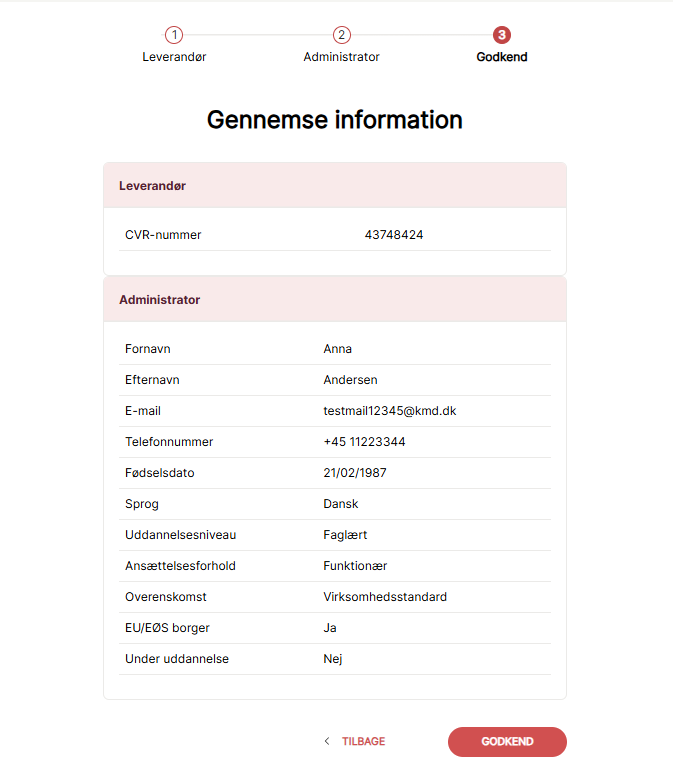 1 2 3
Leverandør Administrator Godkend
Gennemse information
Leverandør
CVR-nummer 43748424
Administrator
Fornavn Anna
Efternavn Andersen
E-mail testmail12345@kmd.dk
Telefonnummer +45 11223344
Fødselsdato 21/02/1987
Sprog Dansk
Uddannelsesniveau Faglært
Ansættelsesforhold Funktionær
Overenskomst Virksomhedsstandard
EU/EØS borger Ja
Under uddannelse Nej
TILBAGE GODKEND